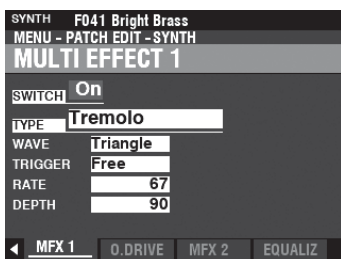 SYNTH F041 Bright Brass
MENU - PATCH EDIT - SYNTH
MULTI EFFECT 1
SWITCH On
TYPE Tremolo
WAVE Triangle
TRIGGER Free
RATE 67
DEPTH 90
MFX 1 O.DRIVE MFX 2 EQUALIZ